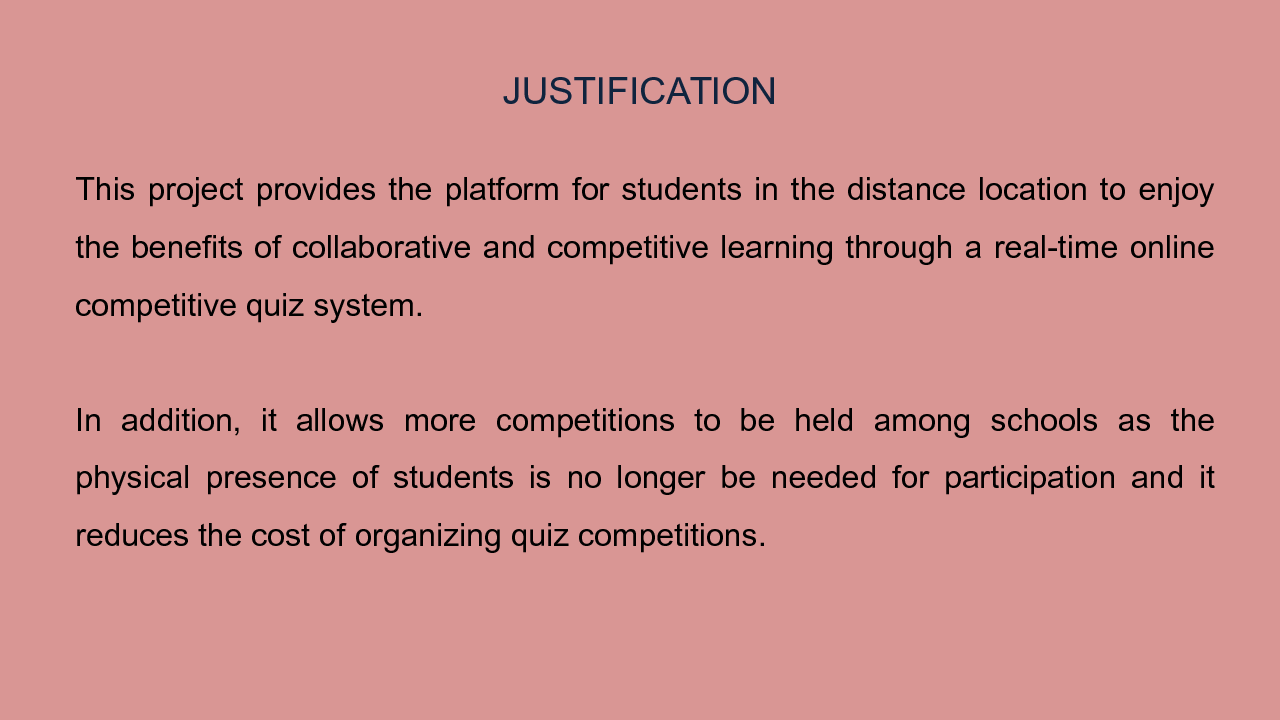 JUSTIFICATION
This project provides the platform for students in the distance location to enjoy
the benefits of collaborative and competitive learning through a real-time online
competitive quiz system.
In addition, it allows more competitions to be held among schools as the
physical presence of students is no longer be needed for participation and it
reduces the cost of organizing quiz competitions.